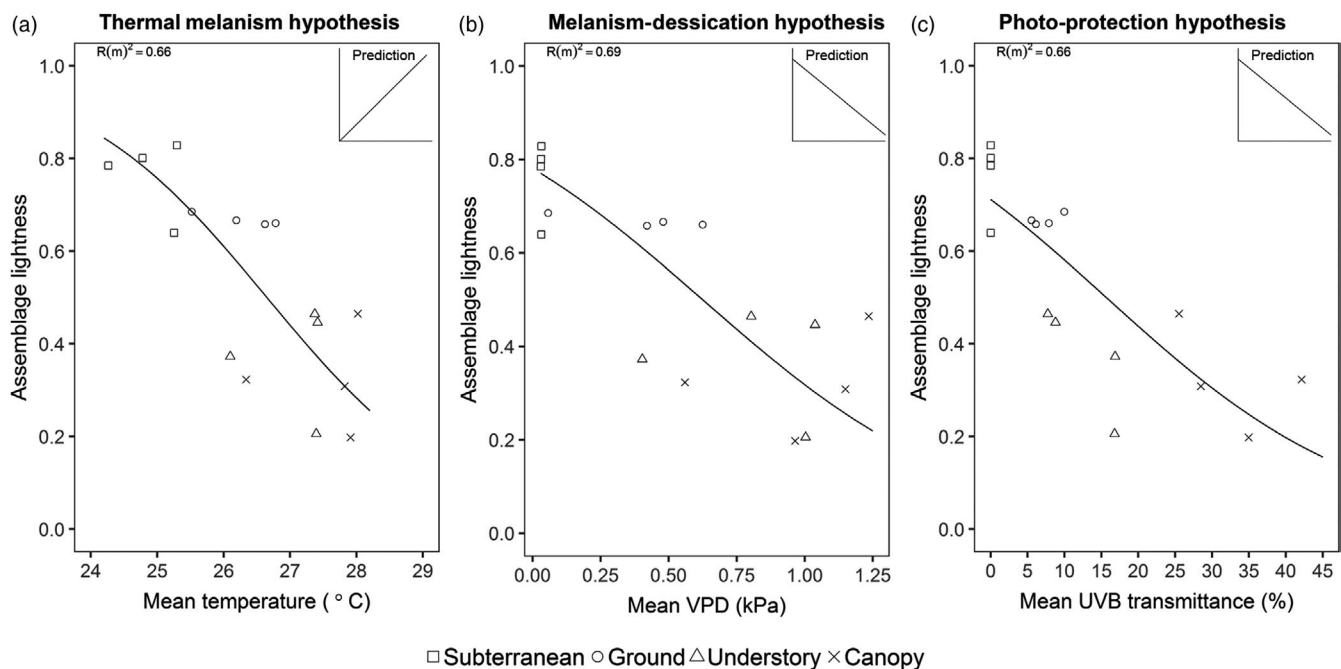 (a) Thermal melanism hypothesis
R(m)² = 0.66
Prediction
1.0
0.8
0.6
0.4
0.2
0.0
Assemblage lightness
24 25 26 27 28 29
Mean temperature ( ° C)
(b) Melanism-dessication hypothesis
R(m)² = 0.69
Prediction
1.0
0.8
0.6
0.4
0.2
0.0
Assemblage lightness
0.00 0.25 0.50 0.75 1.00 1.25
Mean VPD (kPa)
(c) Photo-protection hypothesis
R(m)² = 0.66
Prediction
1.0
0.8
0.6
0.4
0.2
0.0
Assemblage lightness
0 5 10 15 20 25 30 35 40 45
Mean UVB transmittance (%)
Subterranean Ground Understory Canopy